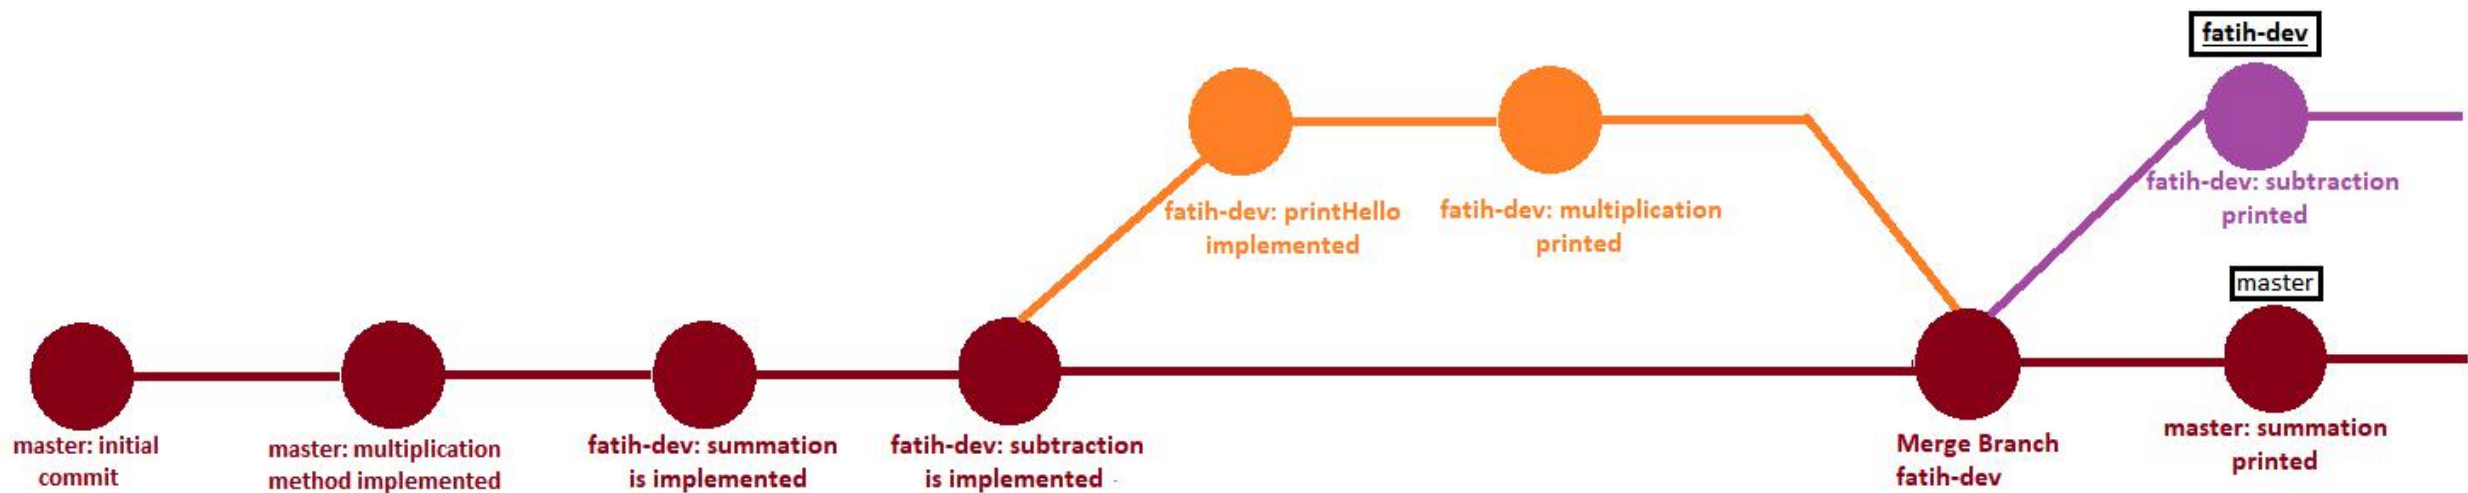 fatih-dev
fatih-dev: subtraction
printed
fatih-dev: printHello
implemented
fatih-dev: multiplication
printed
master
master: initial
commit
master: multiplication
method implemented
fatih-dev: summation
is implemented
fatih-dev: subtraction
is implemented
Merge Branch
fatih-dev
master: summation
printed